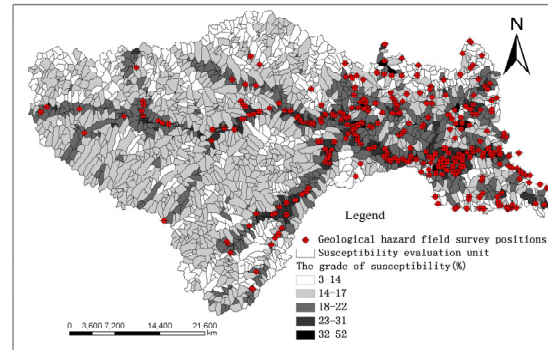 N
Legend
Geological hazard field survey positions
Susceptibility evaluation unit
The grade of susceptibility(%)
3-14
14-17
18-22
23-31
32-52
0 3,600 7,200 14,400 21,600
km